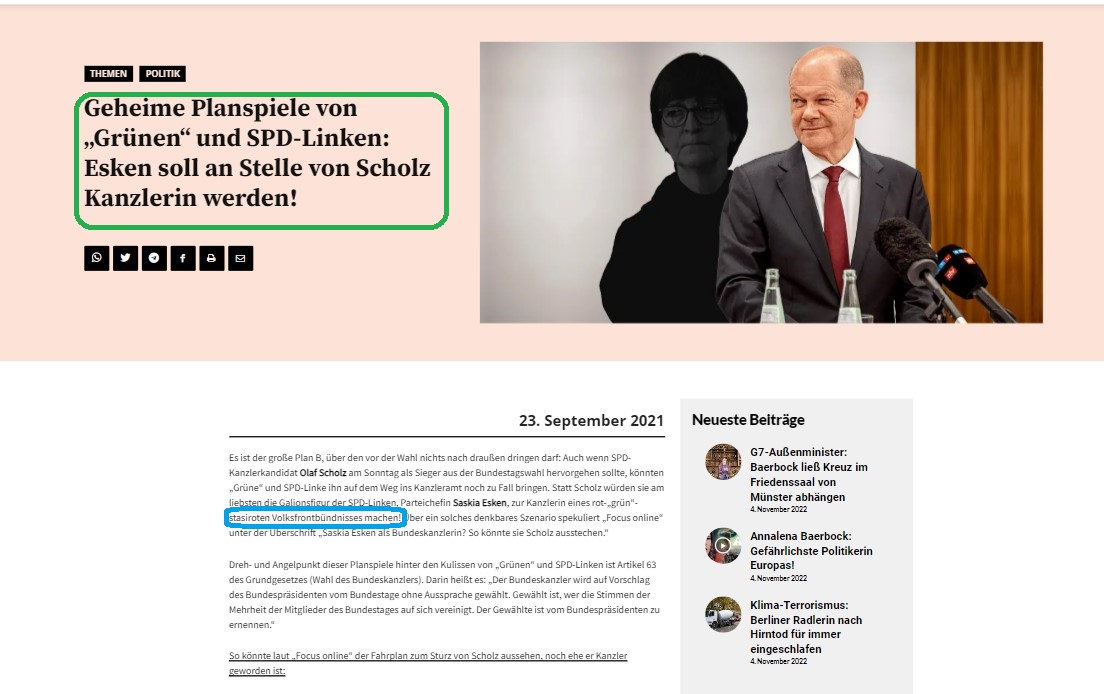 THEMEN POLITIK
Geheime Planspiele von
„Grünen“ und SPD-Linken:
Esken soll an Stelle von Scholz
Kanzlerin werden!
23. September 2021
Es ist der große Plan B, über den vor der Wahl nichts nach draußen dringen darf: Auch wenn SPD-
Kanzlerkandidat Olaf Scholz am Sonntag als Sieger aus der Bundestagswahl hervorgehen sollte, könnten
„Grüne“ und SPD-Linke ihn auf dem Weg ins Kanzleramt noch zu Fall bringen. Statt Scholz würden sie am
liebsten die Galionsfigur der SPD-Linken, Parteichefin Saskia Esken, zur Kanzlerin eines rot-„grün“-
stasiroten Volksfrontbündnisses machen! Über ein solches denkbares Szenario spekuliert „Focus online“
unter der Überschrift „Saskia Esken als Bundeskanzlerin? So könnte sie Scholz ausstechen.“
Dreh- und Angelpunkt dieser Planspiele hinter den Kulissen von „Grünen“ und SPD-Linken ist Artikel 63
des Grundgesetzes (Wahl des Bundeskanzlers). Darin heißt es: „Der Bundeskanzler wird auf Vorschlag
des Bundespräsidenten vom Bundestage ohne Aussprache gewählt. Gewählt ist, wer die Stimmen der
Mehrheit der Mitglieder des Bundestages auf sich vereinigt. Der Gewählte ist vom Bundespräsidenten zu
ernennen.“
So könnte laut „Focus online“ der Fahrplan zum Sturz von Scholz aussehen, noch ehe er Kanzler
geworden ist:
Neueste Beiträge
G7-Außenminister:
Baerbock ließ Kreuz im
Friedenssaal von
Münster abhängen
4. November 2022
Annalena Baerbock:
Gefährlichste Politikerin
Europas!
4. November 2022
Klima-Terrorismus:
Berliner Radlerin nach
Hirntod für immer
eingeschlafen
4. November 2022